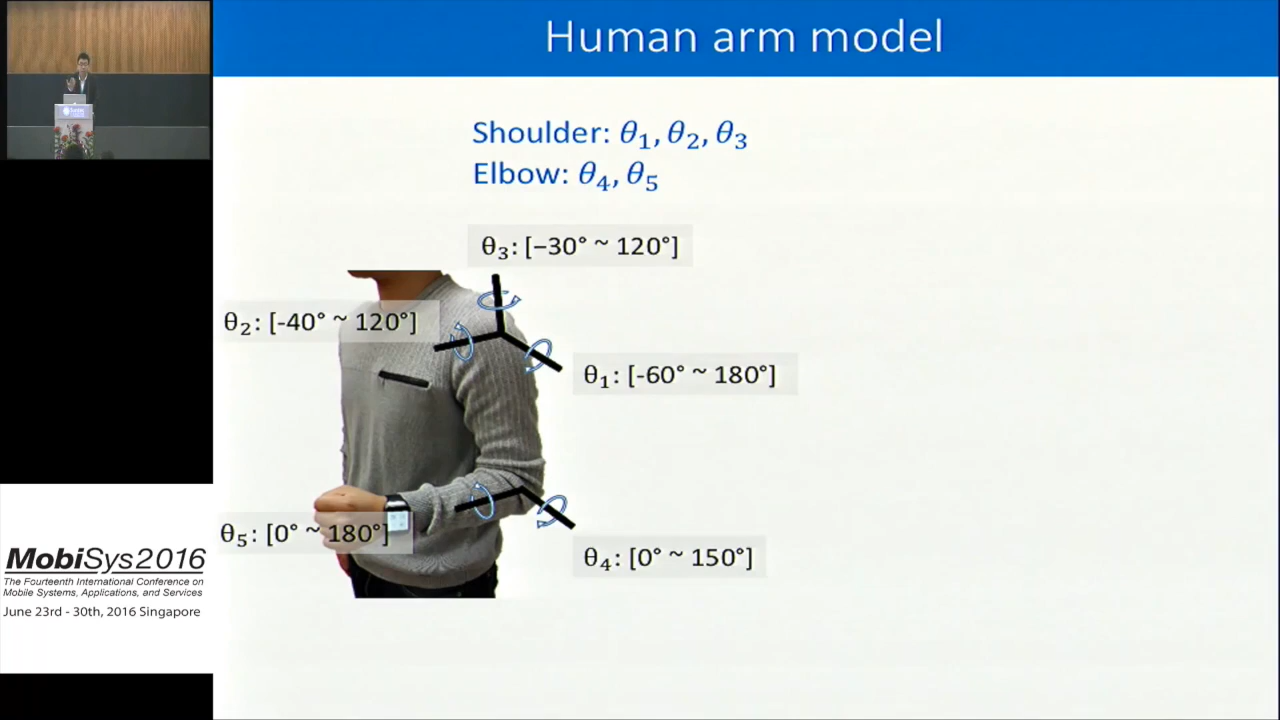 Human arm model
Shoulder: θ₁, θ₂, θ₃
Elbow: θ₄, θ₅
θ₃: [–30° ~ 120°]
θ₂: [-40° ~ 120°]
θ₁: [-60° ~ 180°]
θ₅: [0° ~ 180°]
θ₄: [0° ~ 150°]
MobiSys2016
The Fourteenth International Conference on
Mobile Systems, Applications, and Services
June 23rd - 30th, 2016 Singapore